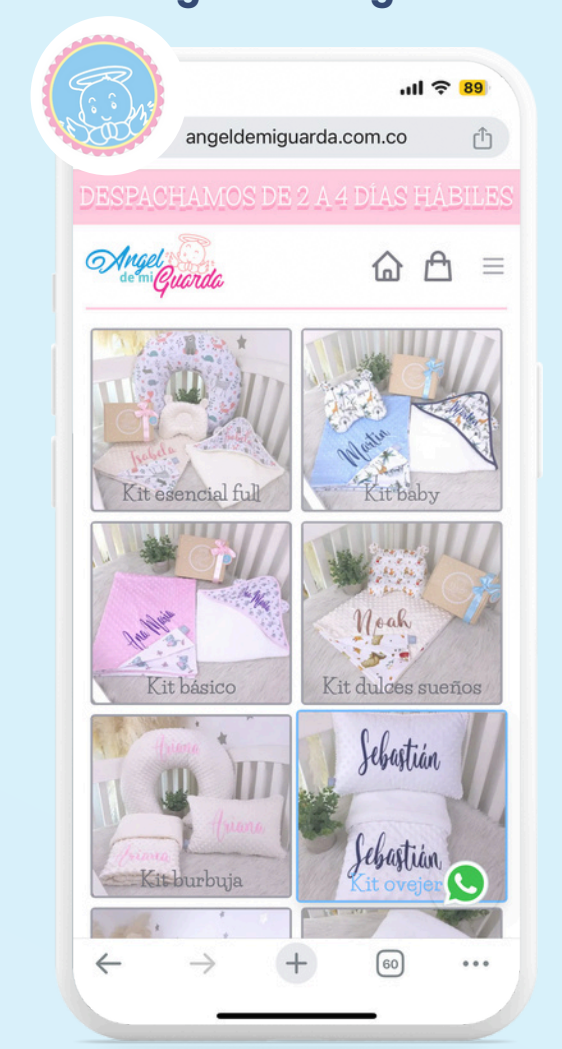 89
angeldemiguarda.com.co
DESPACHAMOS DE 2 A 4 DÍAS HÁBILES
Angel
de mi Guarda
Isabela
Kit esencial full
Martín
Kit baby
Ana María
Kit básico
Noah
Kit dulces sueños
Ariana
Ariana
Ariana
Kit burbuja
Sebastián
Sebastián
Kit ovejer
60